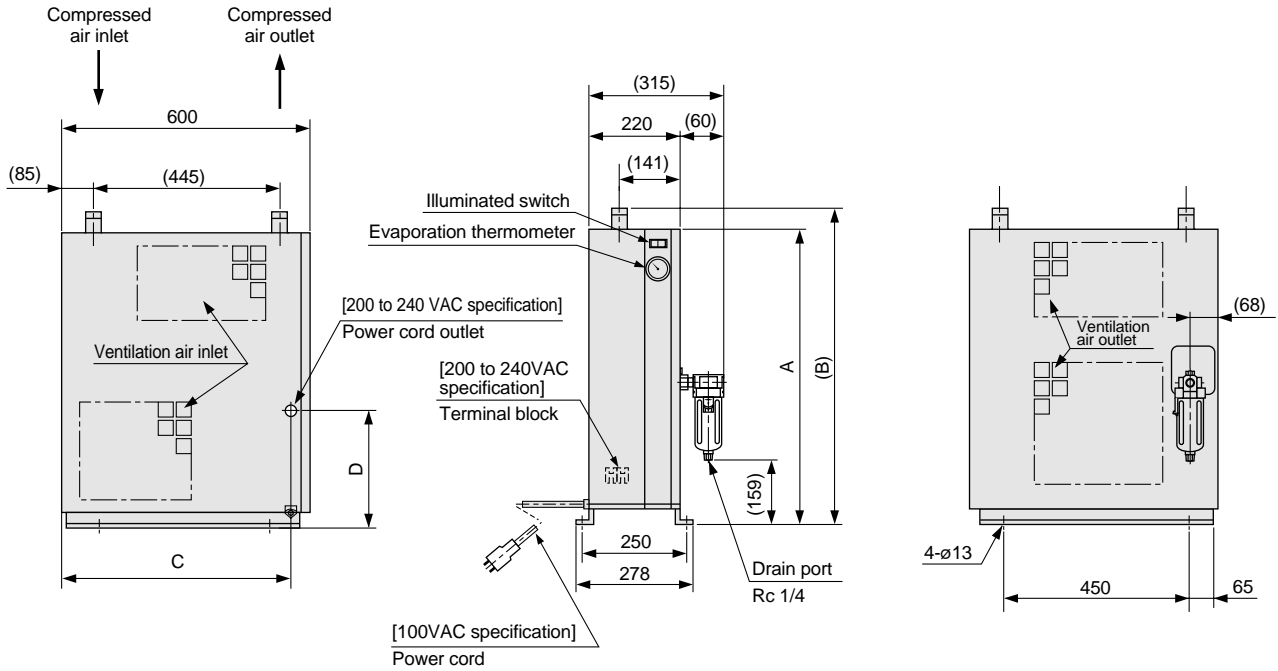 Compressed
air inlet
Compressed
air outlet
600
(85)
(445)
[200 to 240 VAC specification]
Power cord outlet
Ventilation air inlet
D
C
(315)
220
(60)
(141)
Illuminated switch
Evaporation thermometer
[200 to 240VAC
specification]
Terminal block
A
(B)
(159)
250
278
Drain port
Rc 1/4
[100VAC specification]
Power cord
(68)
Ventilation
air outlet
4-ø13
450
65